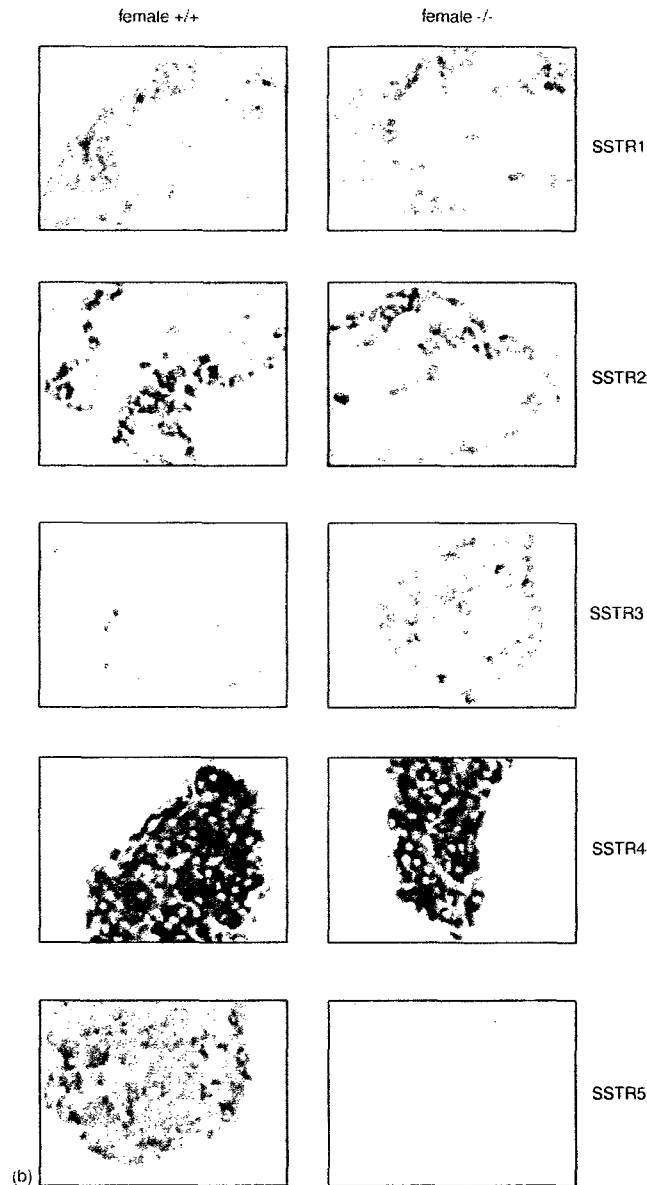 female +/+ female -/-
SSTR1
SSTR2
SSTR3
SSTR4
SSTR5
(b)